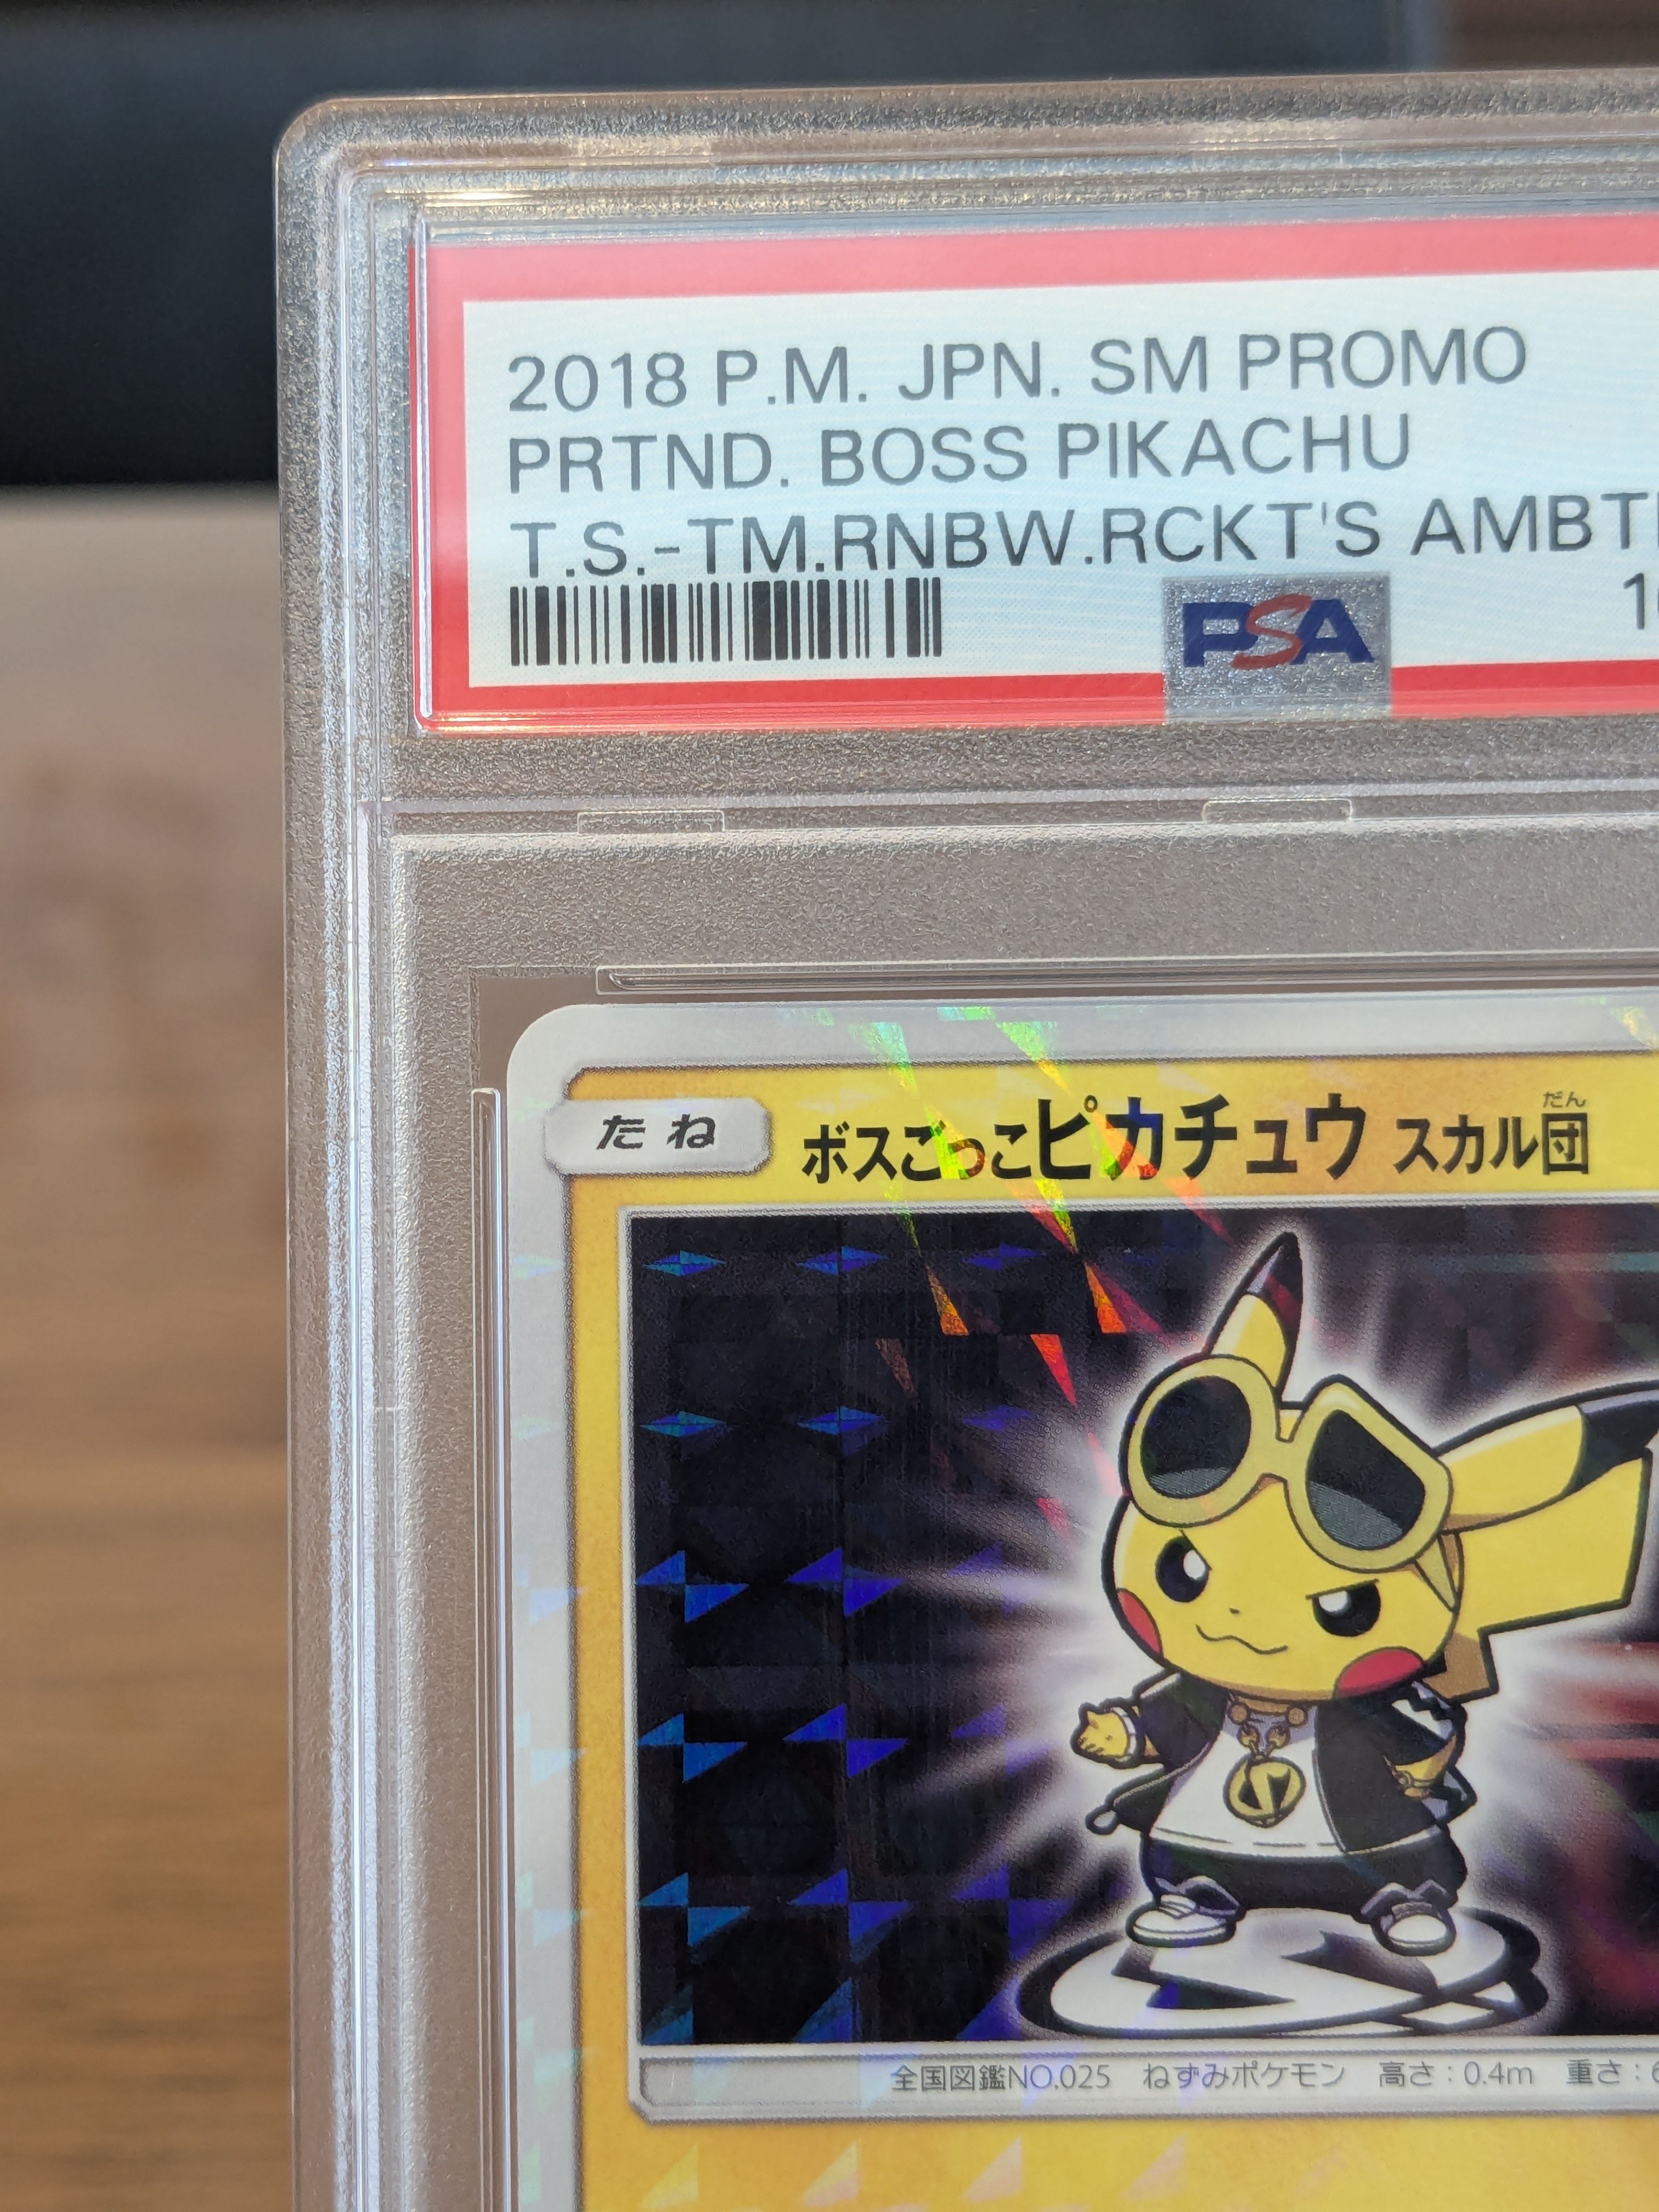 2018 P.M. JPN. SM PROMO
PRTND. BOSS PIKACHU
T.S.-TM.RNBW.RCKT'S AMBT
PSA
たね
ボスごっこピカチュウ スカル団
だん
全国図鑑NO.025 ねずみポケモン 高さ：0.4m 重さ：6